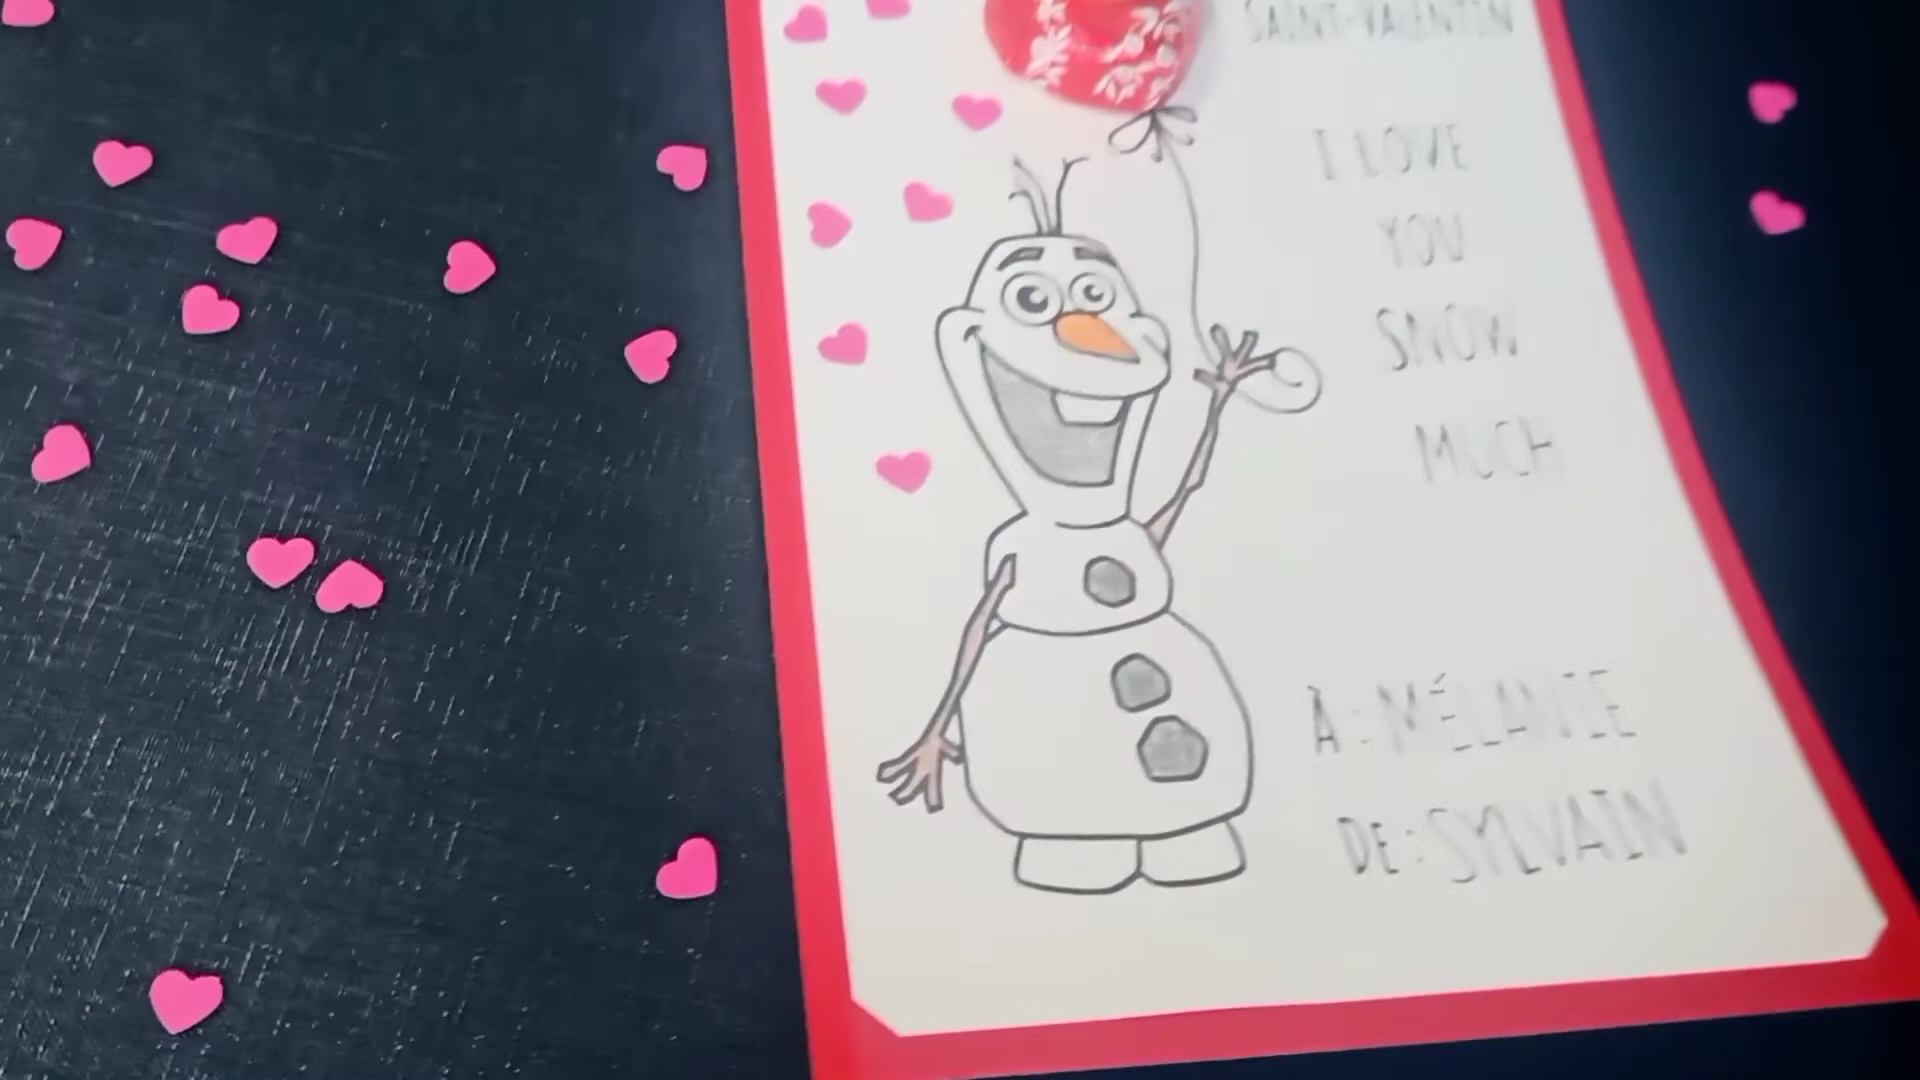 SAINT-VALENTIN
I LOVE
YOU
SNOW
MUCH
À : MÉLANIE
DE : SYLVAIN